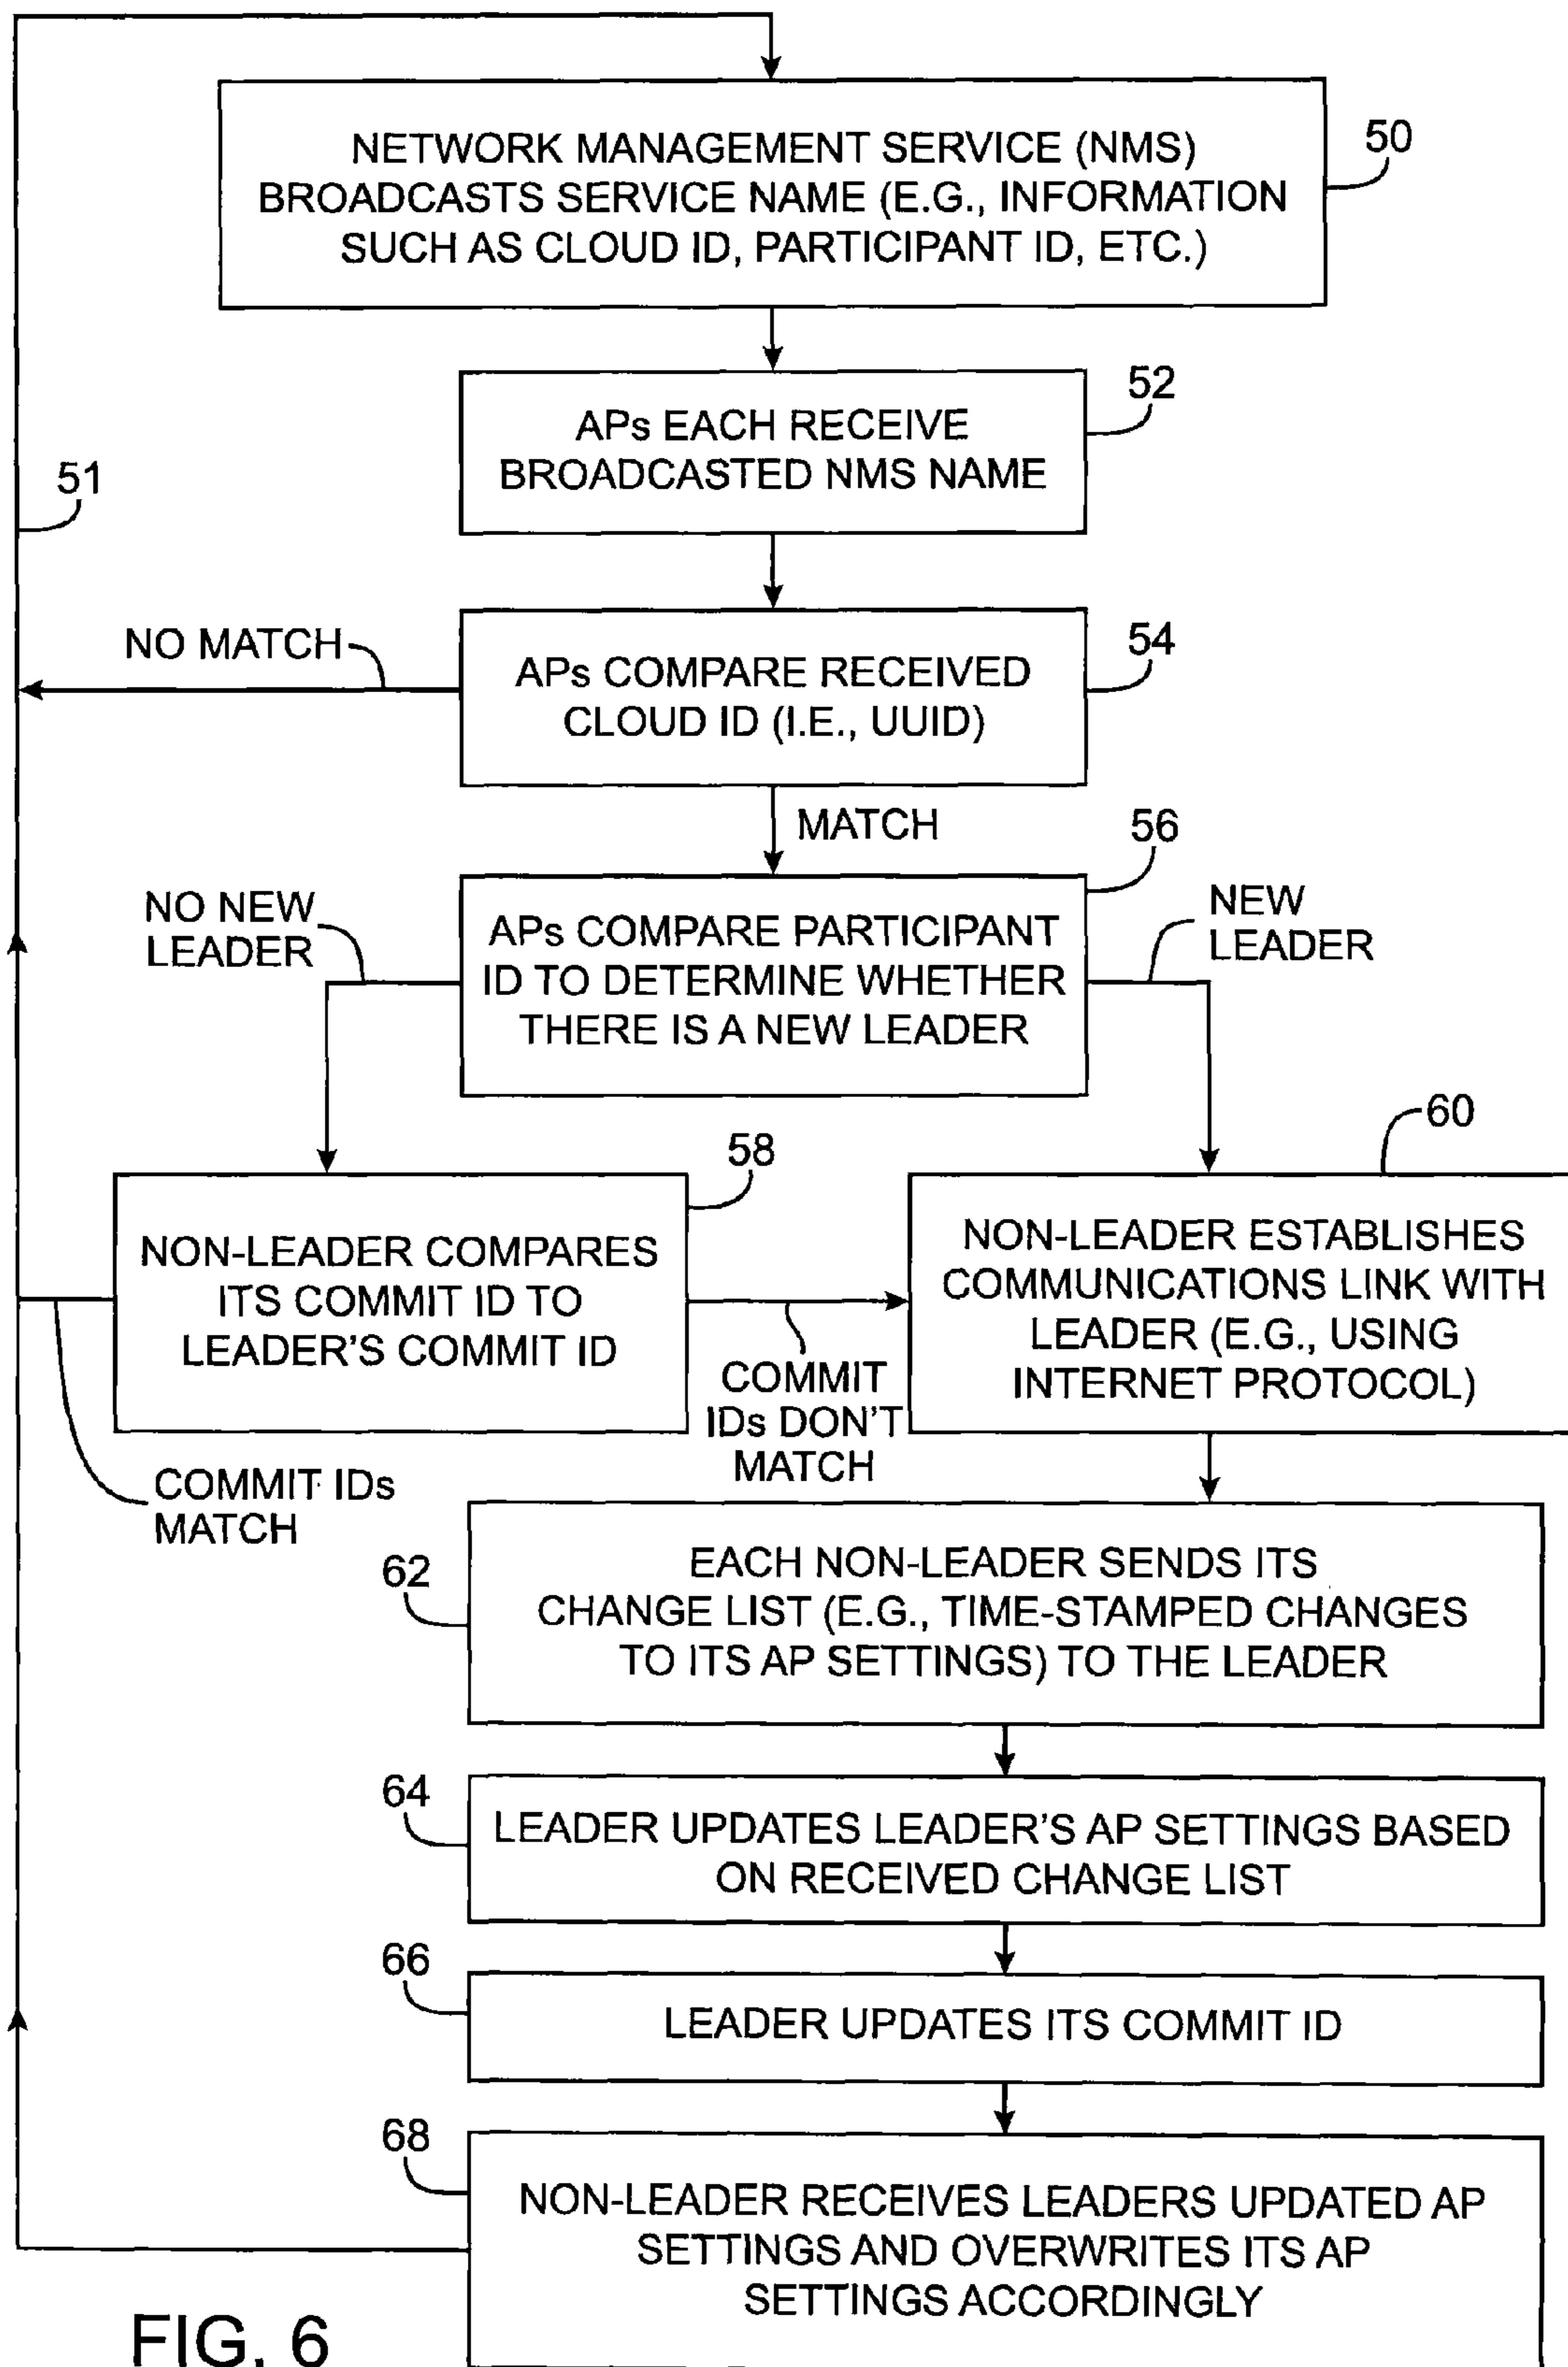 NETWORK MANAGEMENT SERVICE (NMS)
BROADCASTS SERVICE NAME (E.G., INFORMATION
SUCH AS CLOUD ID, PARTICIPANT ID, ETC.)
50
52
APs EACH RECEIVE
BROADCASTED NMS NAME
51
NO MATCH
54
APs COMPARE RECEIVED
CLOUD ID (I.E., UUID)
MATCH
56
NO NEW
LEADER
APs COMPARE PARTICIPANT
ID TO DETERMINE WHETHER
THERE IS A NEW LEADER
NEW
LEADER
58
60
NON-LEADER COMPARES
ITS COMMIT ID TO
LEADER'S COMMIT ID
COMMIT
IDs DON'T
MATCH
NON-LEADER ESTABLISHES
COMMUNICATIONS LINK WITH
LEADER (E.G., USING
INTERNET PROTOCOL)
COMMIT IDs
MATCH
62
EACH NON-LEADER SENDS ITS
CHANGE LIST (E.G., TIME-STAMPED CHANGES
TO ITS AP SETTINGS) TO THE LEADER
64
LEADER UPDATES LEADER'S AP SETTINGS BASED
ON RECEIVED CHANGE LIST
66
LEADER UPDATES ITS COMMIT ID
68
NON-LEADER RECEIVES LEADERS UPDATED AP
SETTINGS AND OVERWRITES ITS AP
SETTINGS ACCORDINGLY
FIG. 6